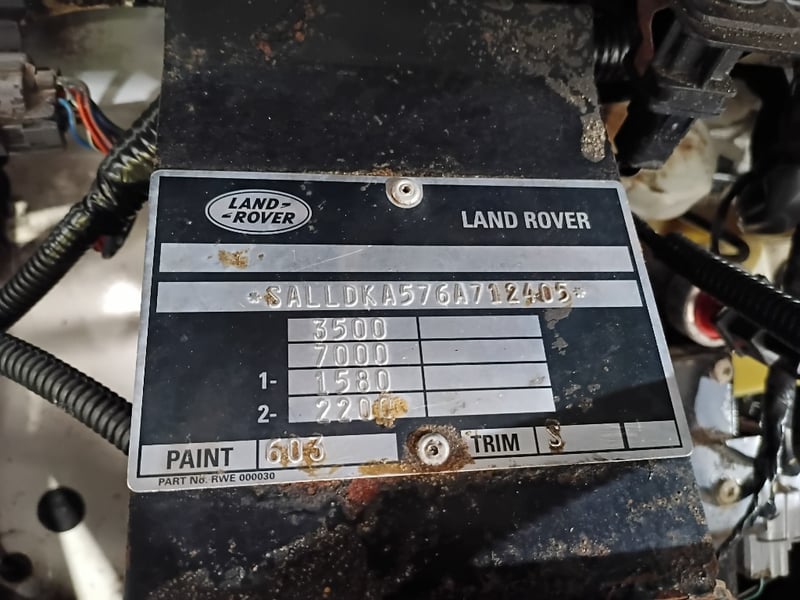 LAND ROVER
LAND ROVER
*SALLDKA576A712405*
3500
7000
1- 1580
2- 2200
PAINT 603 TRIM S
PART No. RWE 000030